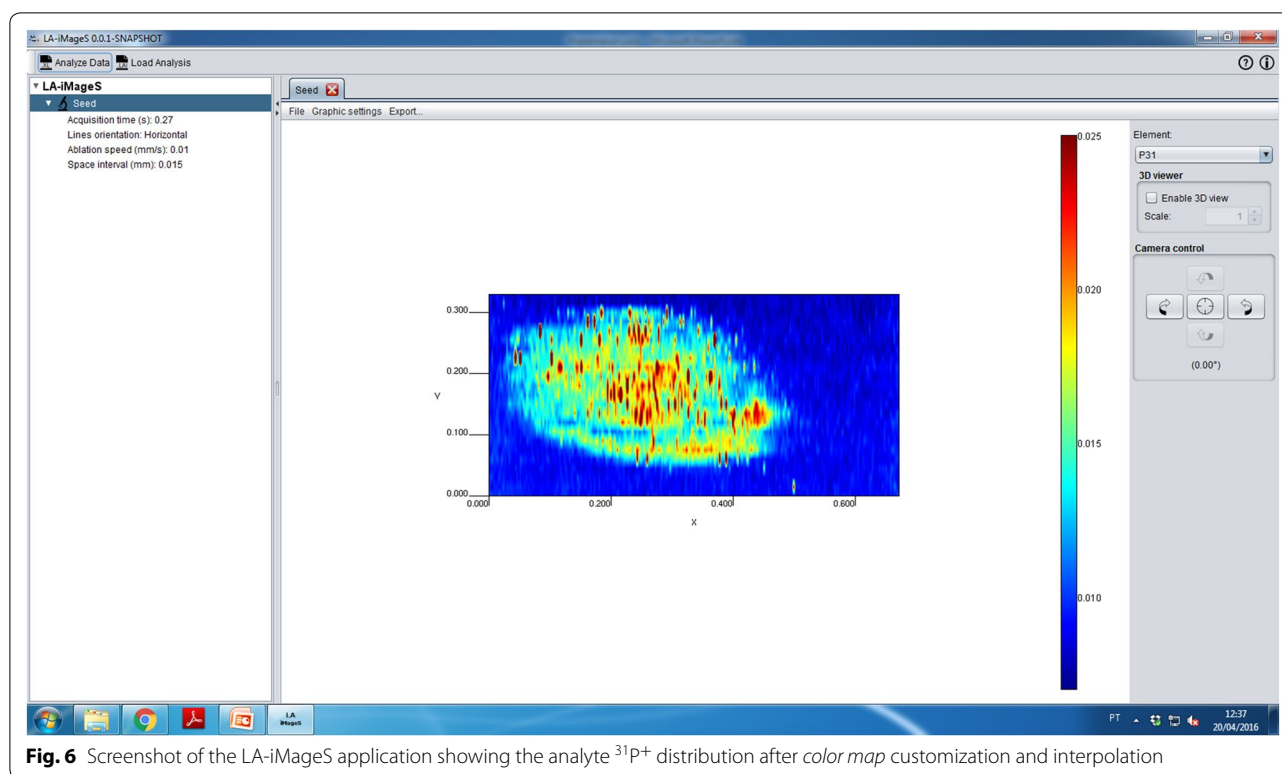 LA-iMageS 0.0.1-SNAPSHOT
Analyze Data Load Analysis
LA-iMageS
Seed
Acquisition time (s): 0.27
Lines orientation: Horizontal
Ablation speed (mm/s): 0.01
Space interval (mm): 0.015
Seed
File Graphic settings Export...
0.300
0.200
0.100
0.000
Y
0.000 0.200 0.400 0.600
X
0.025
0.020
0.015
0.010
Element:
P31
3D viewer
Enable 3D view
Scale: 1
Camera control
(0.00°)
LA
iMageS
PT
12:37
20/04/2016
Fig. 6 Screenshot of the LA-iMageS application showing the analyte ³¹P⁺ distribution after color map customization and interpolation